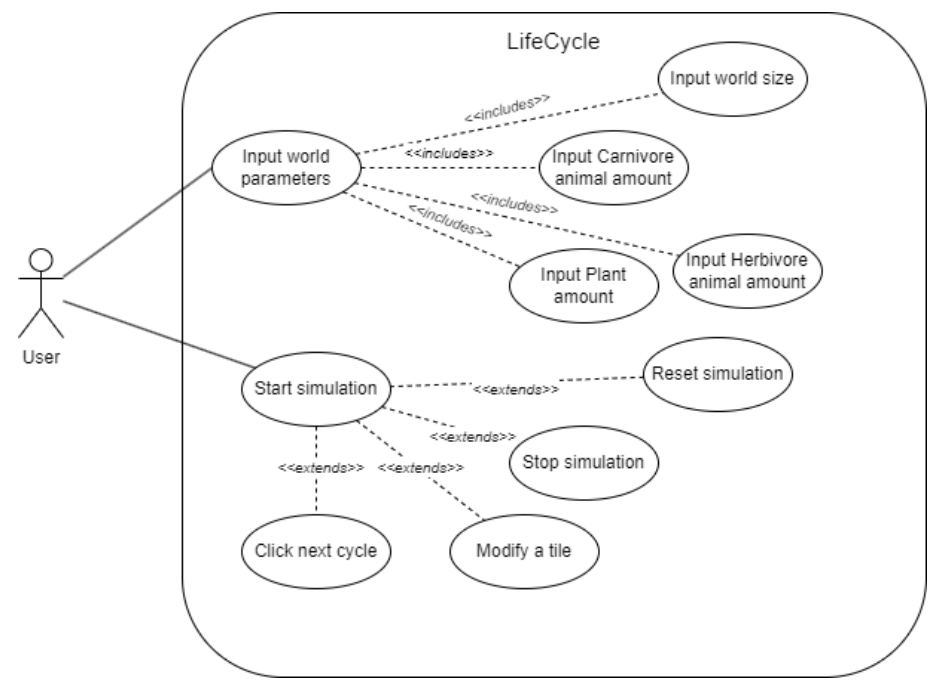 LifeCycle
Input world size
<<includes>>
Input world
parameters
<<includes>>
Input Carnivore
animal amount
<<includes>>
<<includes>>
Input Herbivore
animal amount
Input Plant
amount
User
Start simulation
<<extends>>
Reset simulation
<<extends>>
Stop simulation
<<extends>>
<<extends>>
Click next cycle
Modify a tile